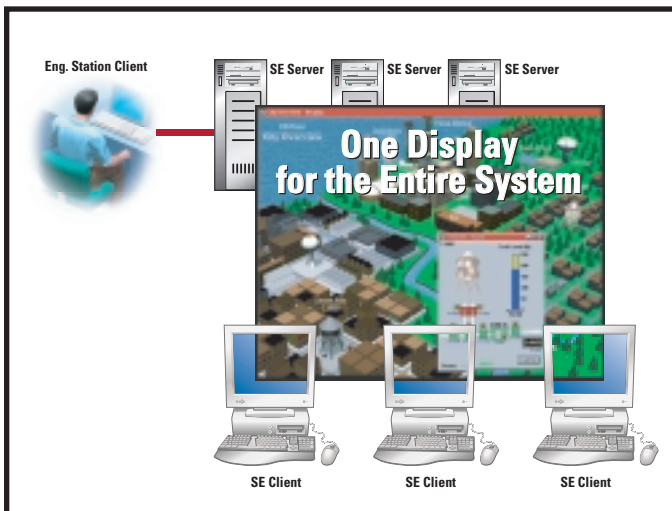 Eng. Station Client
SE Server
SE Server
SE Server
One Display
for the Entire System
SE Client
SE Client
SE Client